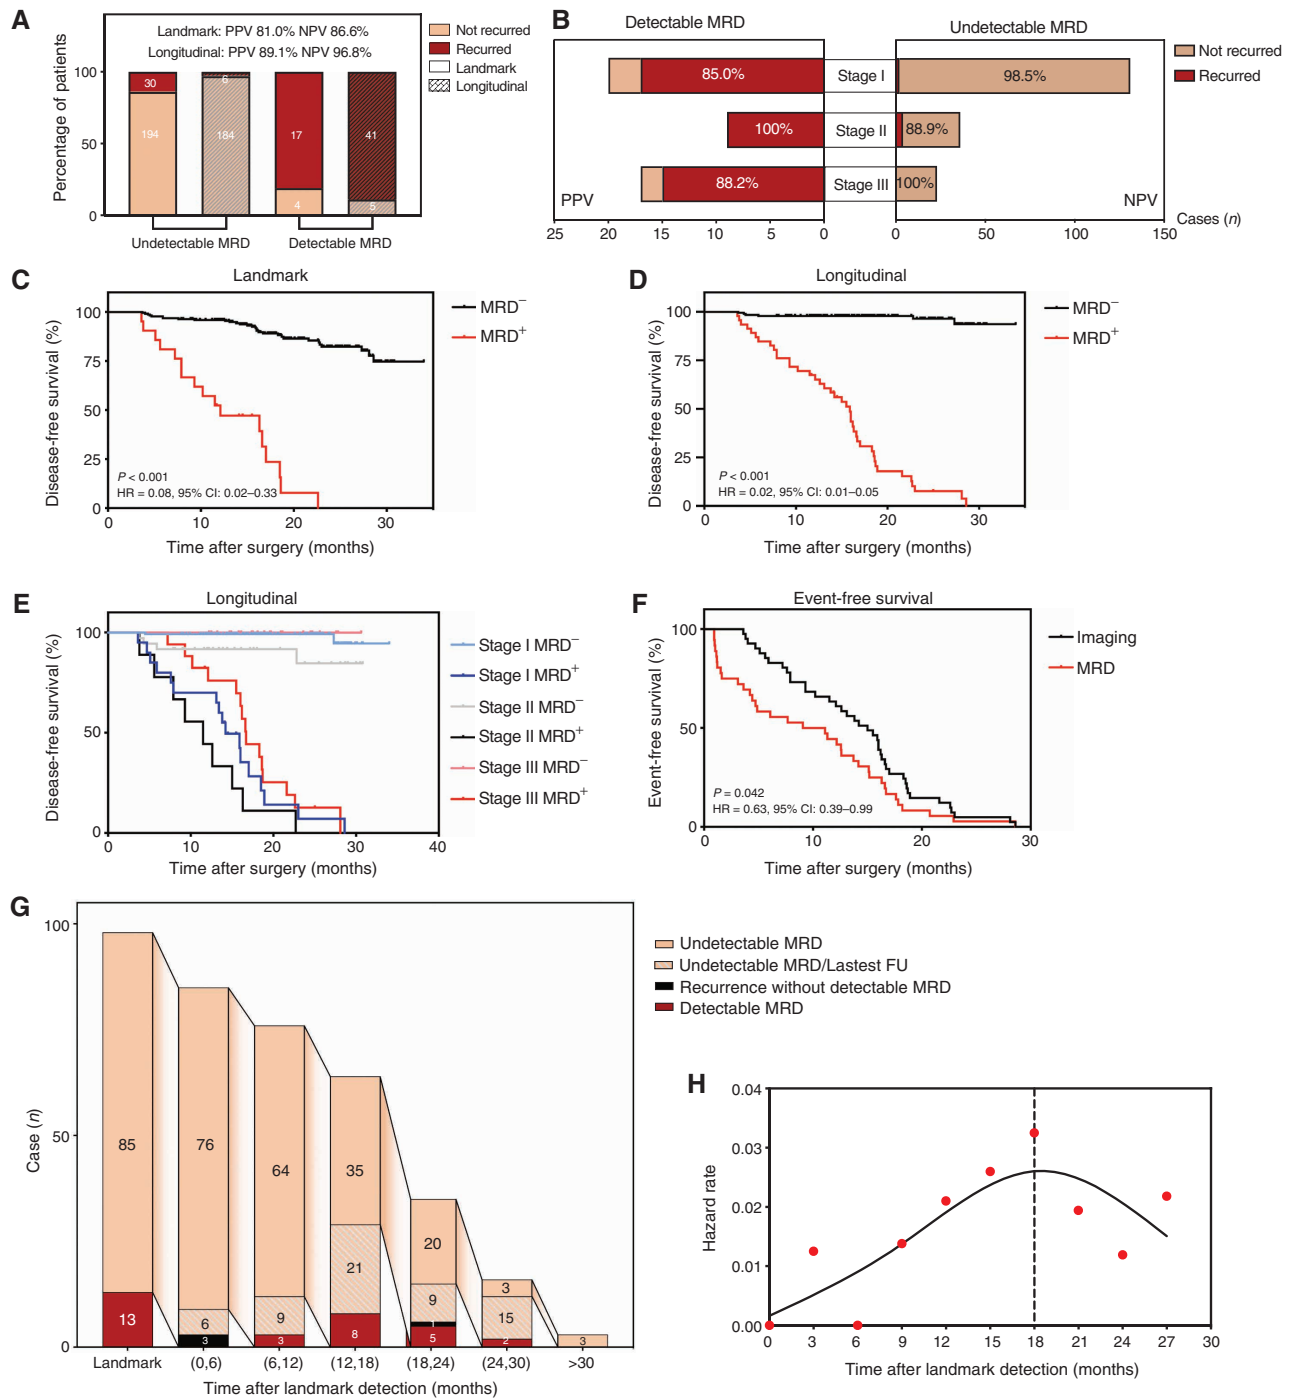 A
Landmark: PPV 81.0% NPV 86.6%
Longitudinal: PPV 89.1% NPV 96.8%
Percentage of patients
100
50
0
30
194
6
184
17
4
41
5
Undetectable MRD
Detectable MRD
Not recurred
Recurred
Landmark
Longitudinal
B
Detectable MRD
Undetectable MRD
85.0%
Stage I
98.5%
100%
Stage II
88.9%
88.2%
Stage III
100%
PPV
NPV
25
20
15
10
5
0
0
50
100
150
Cases (n)
Not recurred
Recurred
C
Landmark
Disease-free survival (%)
100
75
50
25
0
P < 0.001
HR = 0.08, 95% CI: 0.02–0.33
0
10
20
30
Time after surgery (months)
MRD−
MRD+
D
Longitudinal
Disease-free survival (%)
100
75
50
25
0
P < 0.001
HR = 0.02, 95% CI: 0.01–0.05
0
10
20
30
Time after surgery (months)
MRD−
MRD+
E
Longitudinal
Disease-free survival (%)
100
50
0
0
10
20
30
40
Time after surgery (months)
Stage I MRD−
Stage I MRD+
Stage II MRD−
Stage II MRD+
Stage III MRD−
Stage III MRD+
F
Event-free survival
Event-free survival (%)
100
50
0
P = 0.042
HR = 0.63, 95% CI: 0.39–0.99
0
10
20
30
Time after surgery (months)
Imaging
MRD
G
Case (n)
100
50
0
85
13
76
6
3
64
9
3
35
21
8
20
9
1
5
3
15
2
3
Landmark
(0,6)
(6,12)
(12,18)
(18,24)
(24,30)
>30
Time after landmark detection (months)
Undetectable MRD
Undetectable MRD/Lastest FU
Recurrence without detectable MRD
Detectable MRD
H
Hazard rate
0.04
0.03
0.02
0.01
0.00
0
3
6
9
12
15
18
21
24
27
30
Time after landmark detection (months)